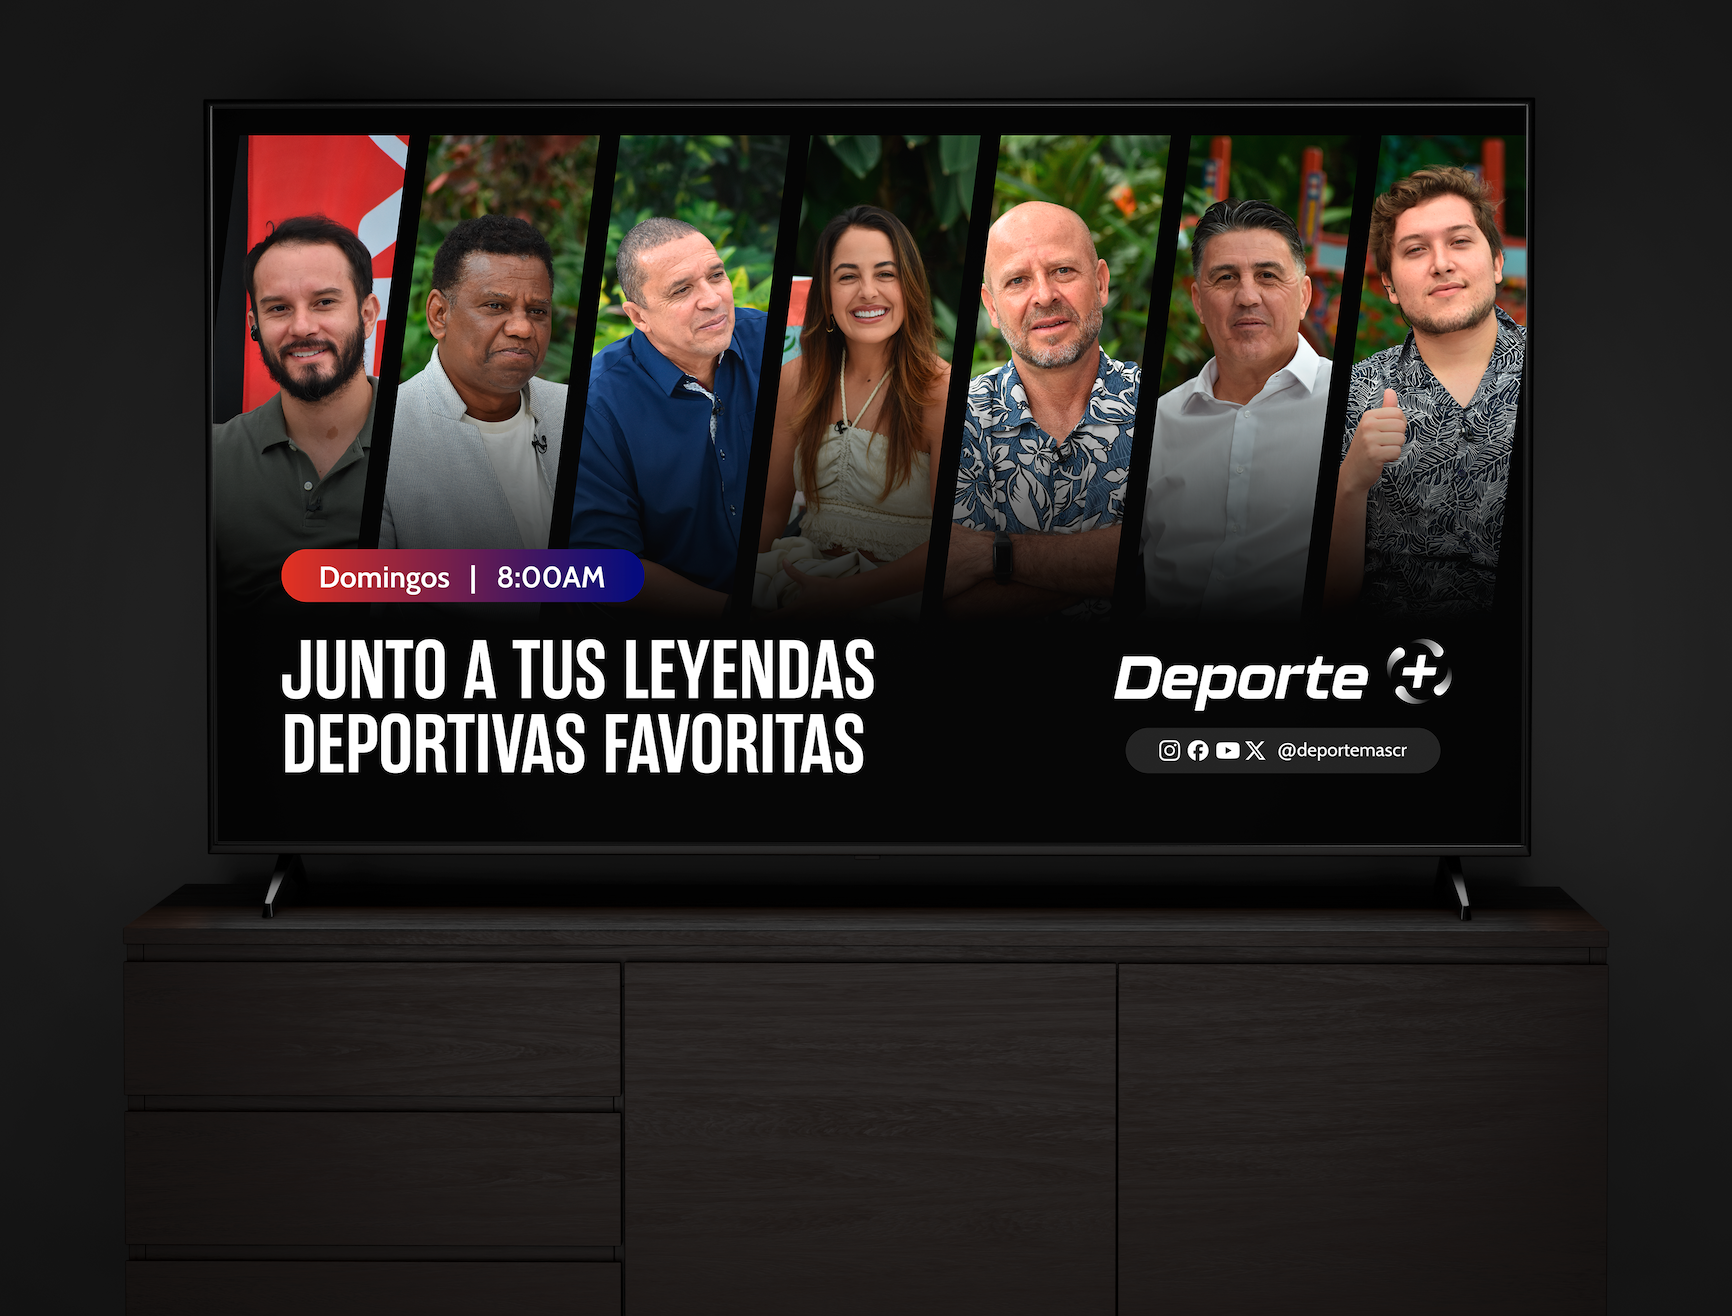 Domingos | 8:00AM
JUNTO A TUS LEYENDAS
DEPORTIVAS FAVORITAS
Deporte +
@deportemascr